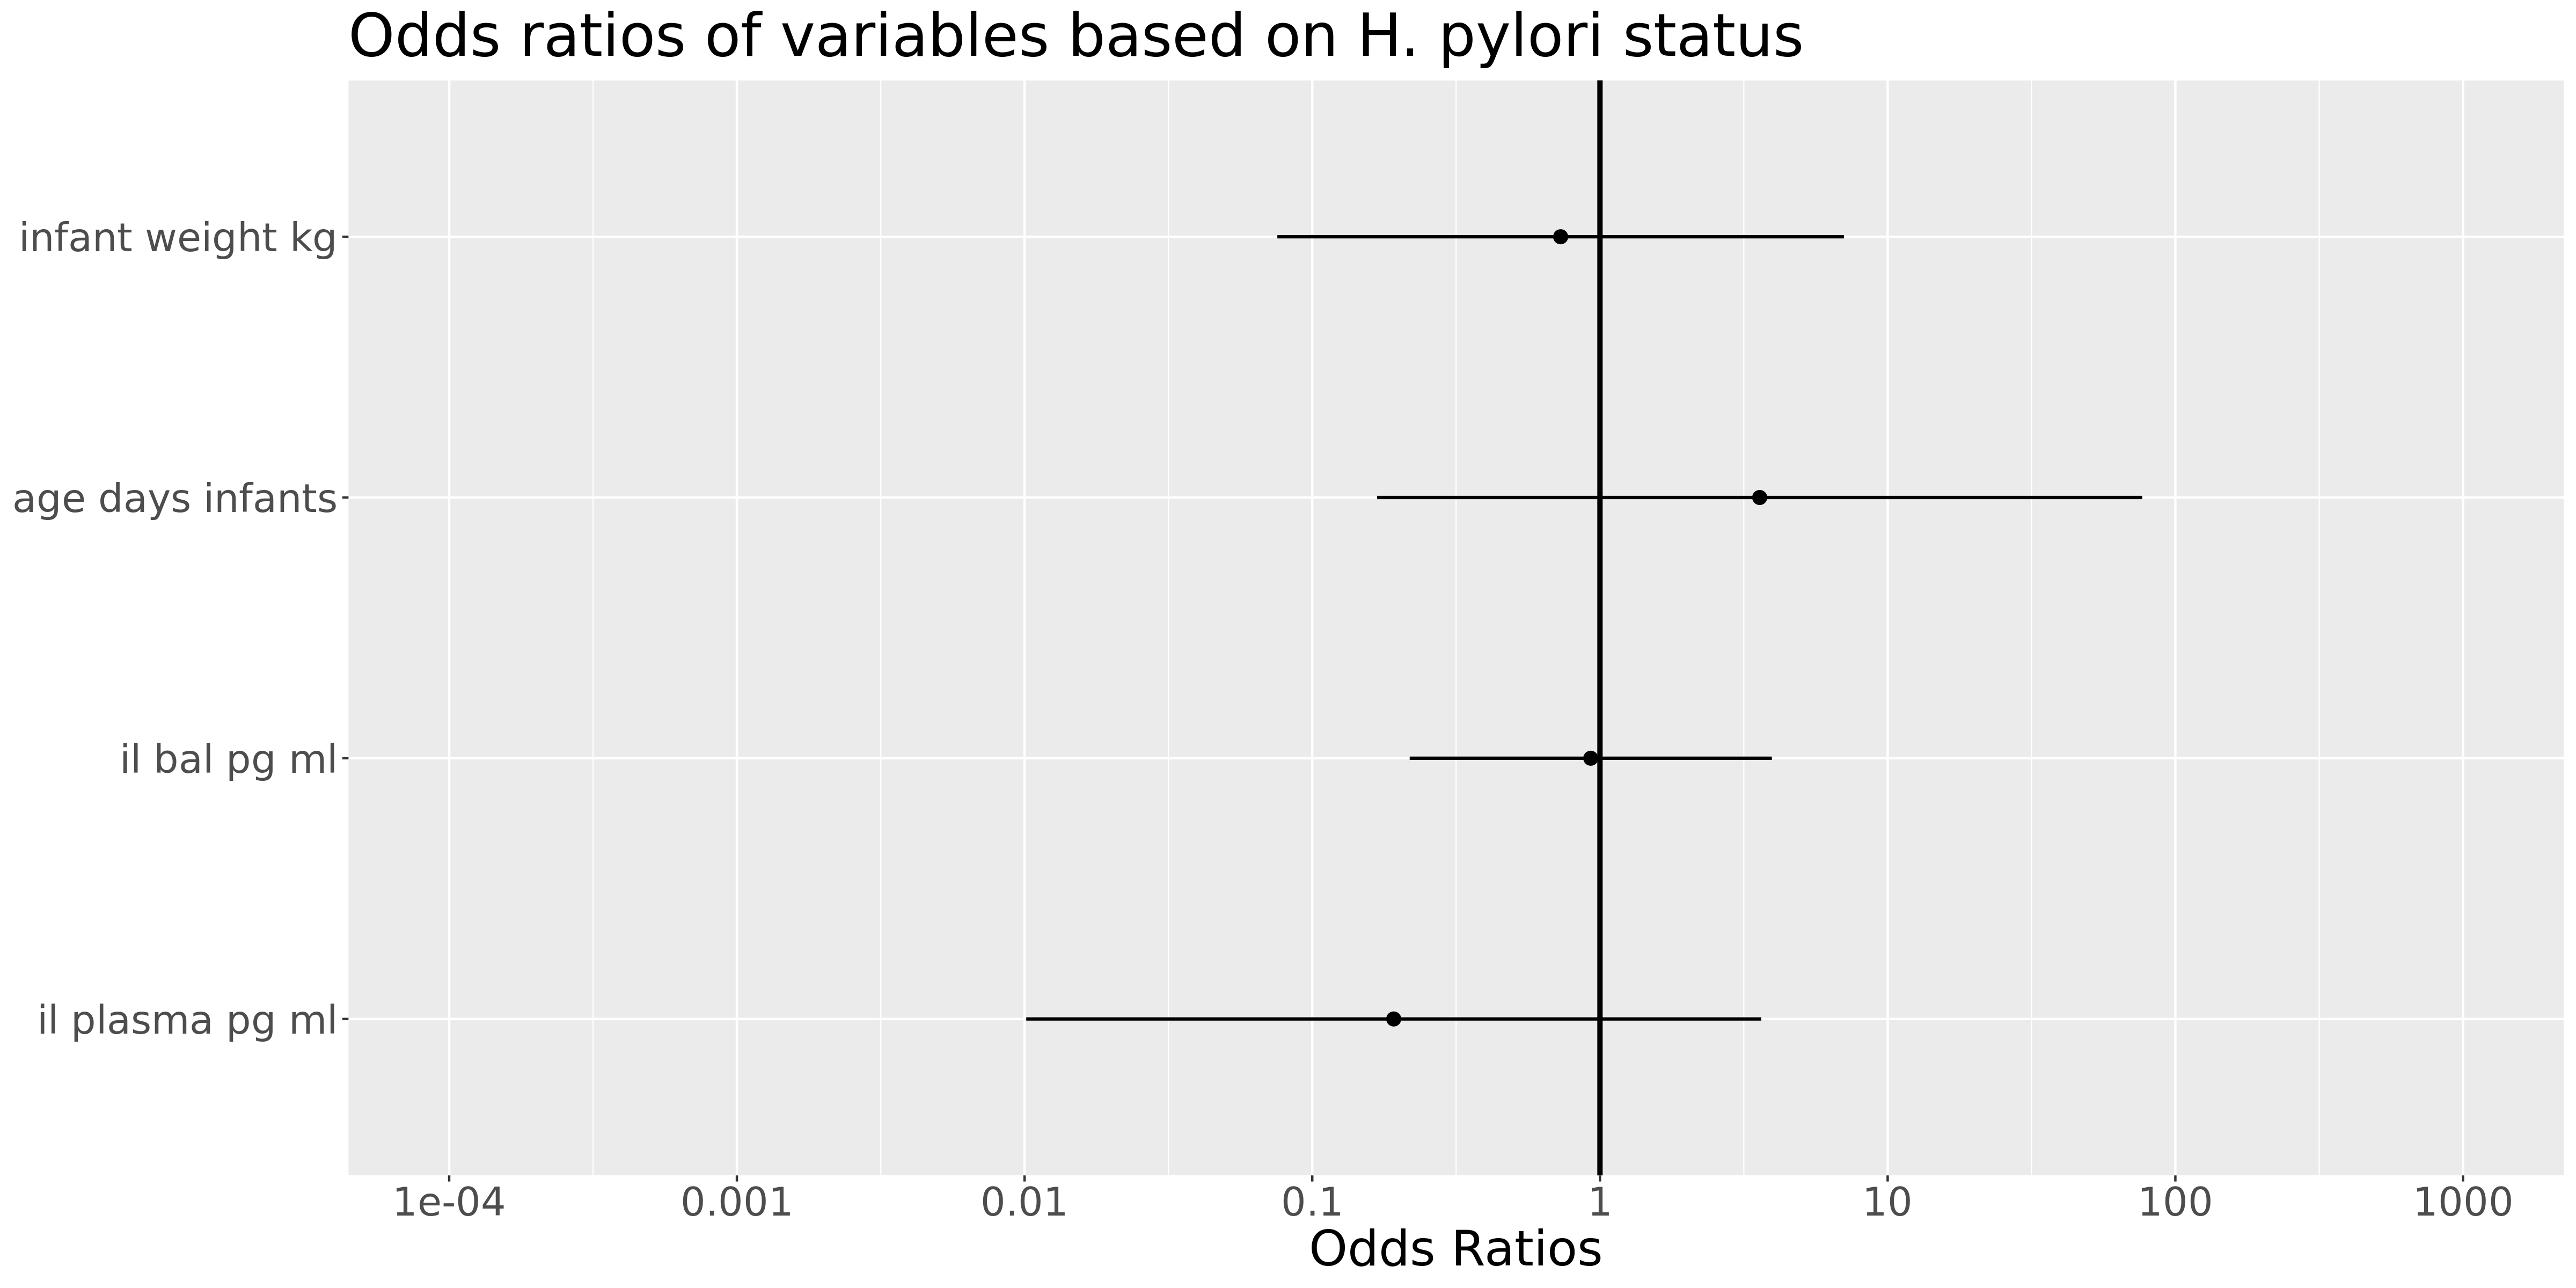 Odds ratios of variables based on H. pylori status
infant weight kg
age days infants
il bal pg ml
il plasma pg ml
1e-04 0.001 0.01 0.1 1 10 100 1000
Odds Ratios